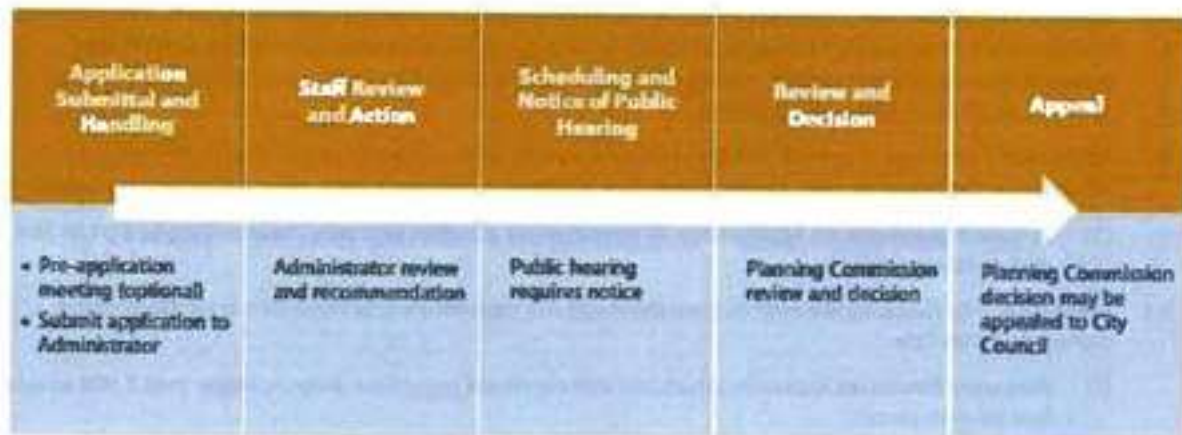 Application
Submittal and
Handling
Staff Review
and Action
Scheduling and
Notice of Public
Hearing
Review and
Decision
Appeal
• Pre-application
meeting (optional)
• Submit application to
Administrator
Administrator review
and recommendation
Public hearing
requires notice
Planning Commission
review and decision
Planning Commission
decision may be
appealed to City
Council